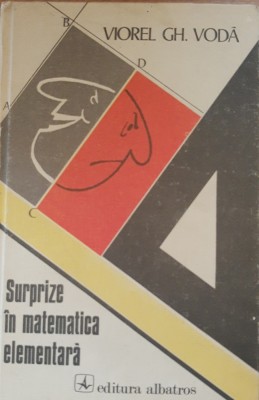 VIOREL GH. VODĂ
B
D
A
C
Surprize
în matematica
elementară
editura albatros